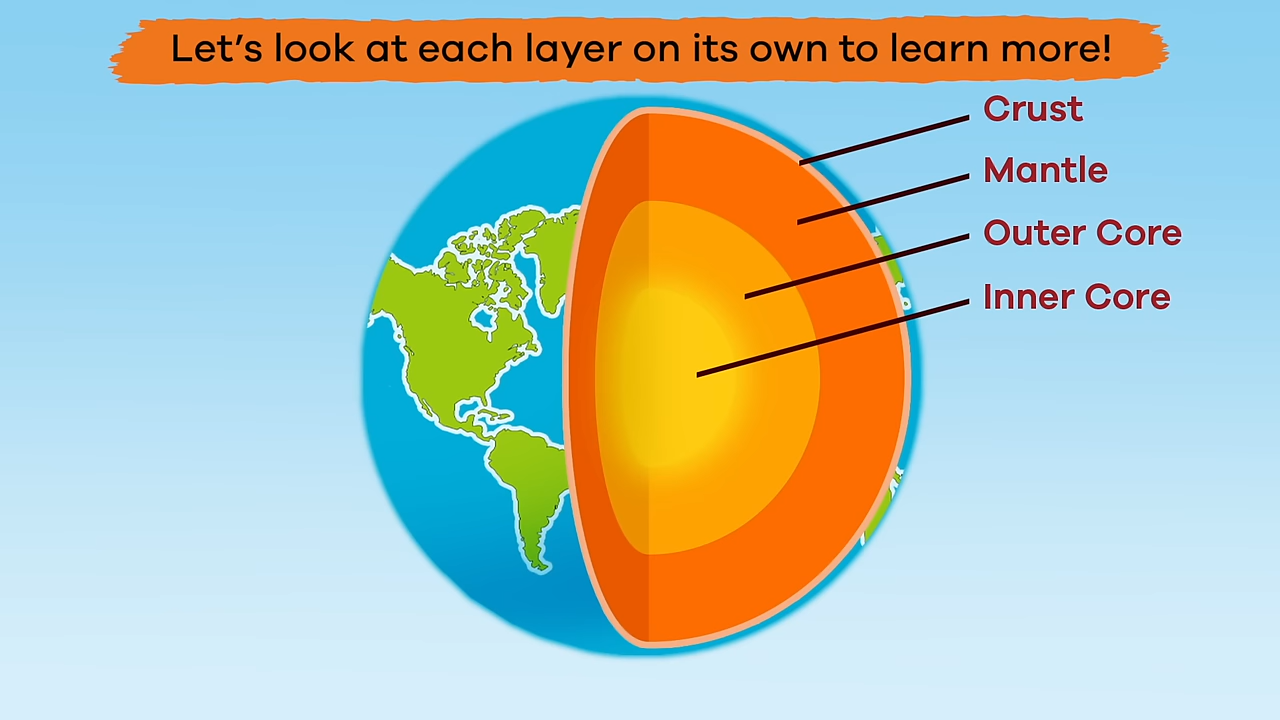 Let’s look at each layer on its own to learn more!
Crust
Mantle
Outer Core
Inner Core